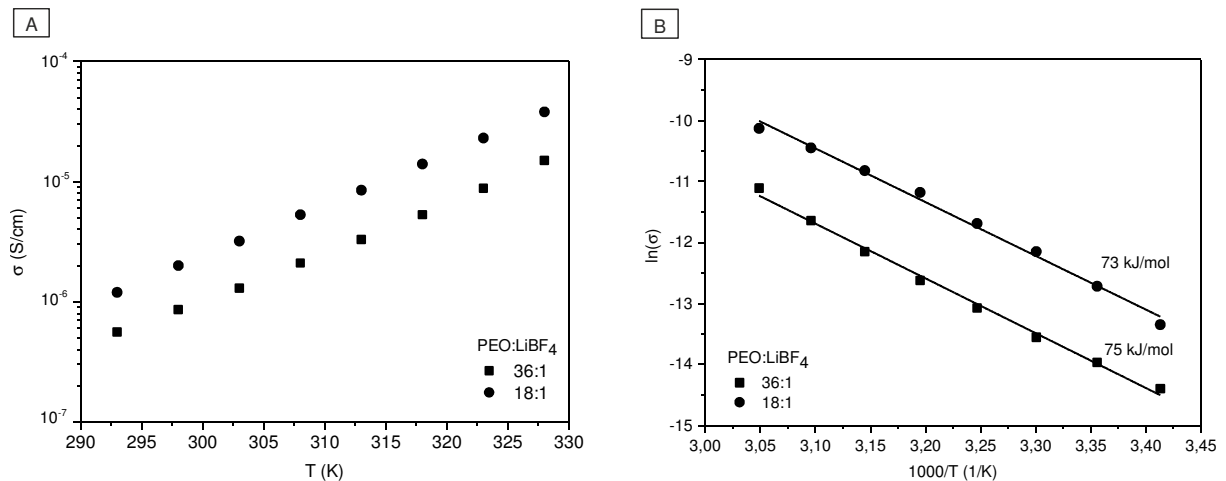 A
10⁻⁴
10⁻⁵
10⁻⁶
10⁻⁷
σ (S/cm)
290 295 300 305 310 315 320 325 330
T (K)
PEO:LiBF₄
36:1
18:1
B
-9
-10
-11
-12
-13
-14
-15
ln(σ)
73 kJ/mol
75 kJ/mol
PEO:LiBF₄
36:1
18:1
3,00 3,05 3,10 3,15 3,20 3,25 3,30 3,35 3,40 3,45
1000/T (1/K)